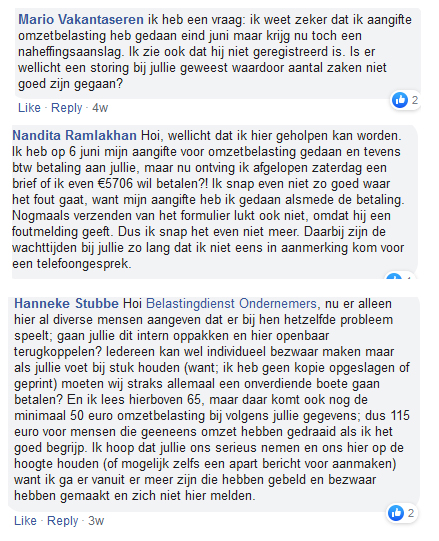 Mario Vakantaseren ik heb een vraag: ik weet zeker dat ik aangifte
omzetbelasting heb gedaan eind juni maar krijg nu toch een
naheffingsaanslag. Ik zie ook dat hij niet geregistreerd is. Is er
wellicht een storing bij jullie geweest waardoor aantal zaken niet
goed zijn gegaan?
2
Like · Reply · 4w
Nandita Ramlakhan Hoi, wellicht dat ik hier geholpen kan worden.
Ik heb op 6 juni mijn aangifte voor omzetbelasting gedaan en tevens
btw betaling aan jullie, maar nu ontving ik afgelopen zaterdag een
brief of ik even €5706 wil betalen?! Ik snap even niet zo goed waar
het fout gaat, want mijn aangifte heb ik gedaan alsmede de betaling.
Nogmaals verzenden van het formulier lukt ook niet, omdat hij een
foutmelding geeft. Dus ik snap het even niet meer. Daarbij zijn de
wachttijden bij jullie zo lang dat ik niet eens in aanmerking kom voor
een telefoongesprek.
Hanneke Stubbe Hoi Belastingdienst Ondernemers, nu er alleen
hier al diverse mensen aangeven dat er bij hen hetzelfde probleem
speelt; gaan jullie dit intern oppakken en hier openbaar
terugkoppelen? Iedereen kan wel individueel bezwaar maken maar
als jullie voet bij stuk houden (want; ik heb geen kopie opgeslagen of
geprint) moeten wij straks allemaal een onverdiende boete gaan
betalen? En ik lees hierboven 65, maar daar komt ook nog de
minimaal 50 euro omzetbelasting bij volgens jullie gegevens; dus 115
euro voor mensen die geeneens omzet hebben gedraaid als ik het
goed begrijp. Ik hoop dat jullie ons serieus nemen en ons hier op de
hoogte houden (of mogelijk zelfs een apart bericht voor aanmaken)
want ik ga er vanuit er meer zijn die hebben gebeld en bezwaar
hebben gemaakt en zich niet hier melden.
2
Like · Reply · 3w